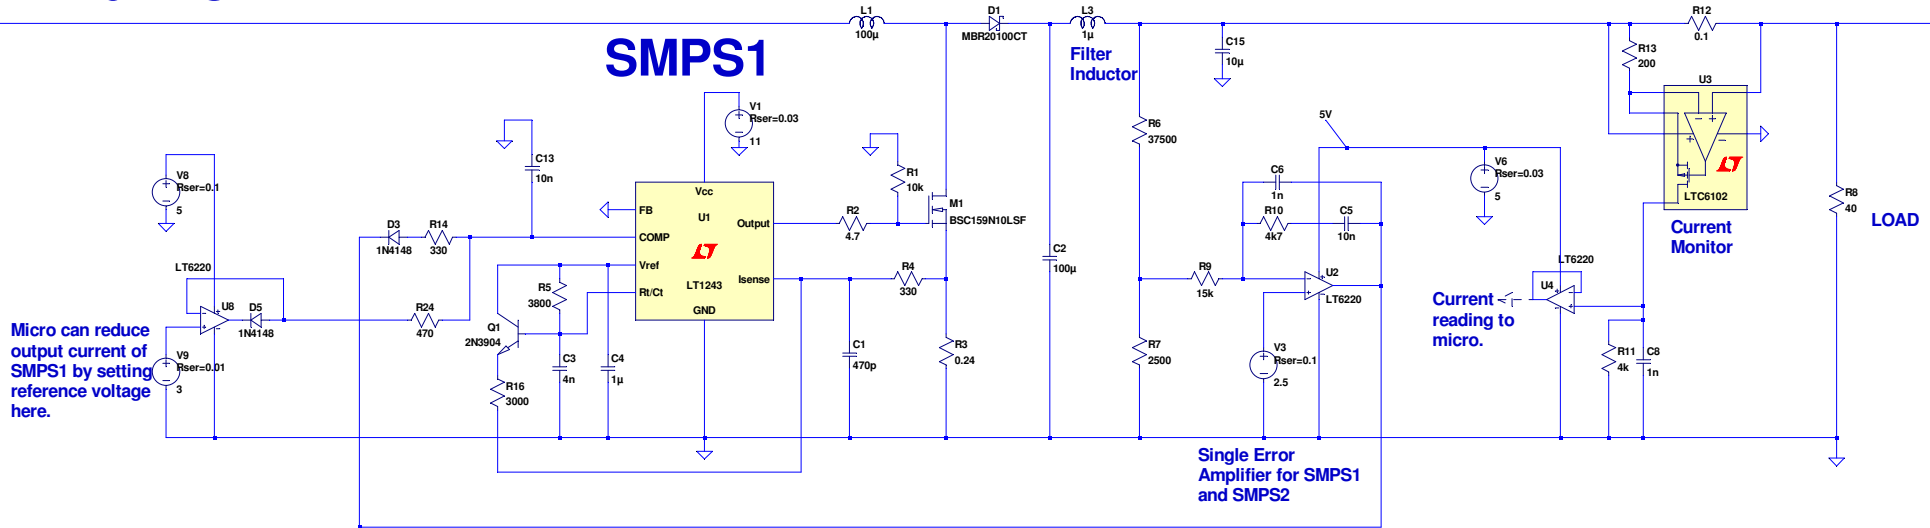 SMPS1
L1
100µ
D1
MBR20100CT
L3
1µ
Filter
Inductor
C15
10µ
R12
0.1
R13
200
U3
LTC6102
Current
Monitor
R8
40
LOAD
V1
Rser=0.03
11
C13
10n
R1
10k
M1
BSC159N10LSF
R6
37500
5V
V6
Rser=0.03
5
V8
Rser=0.1
5
D3
1N4148
R14
330
Vcc
FB
U1
COMP
Output
Vref
Isense
LT1243
Rt/Ct
GND
R2
4.7
R4
330
C2
100µ
C6
1n
R10
4k7
C5
10n
R9
15k
U2
LT6220
LT6220
U4
Current
reading to
micro.
LT6220
U8
D5
1N4148
R24
470
R5
3800
Q1
2N3904
Micro can reduce
output current of
SMPS1 by setting
reference voltage
here.
V9
Rser=0.01
3
R16
3000
C3
4n
C4
1µ
C1
470p
R3
0.24
R7
2500
V3
Rser=0.1
2.5
R11
4k
C8
1n
Single Error
Amplifier for SMPS1
and SMPS2